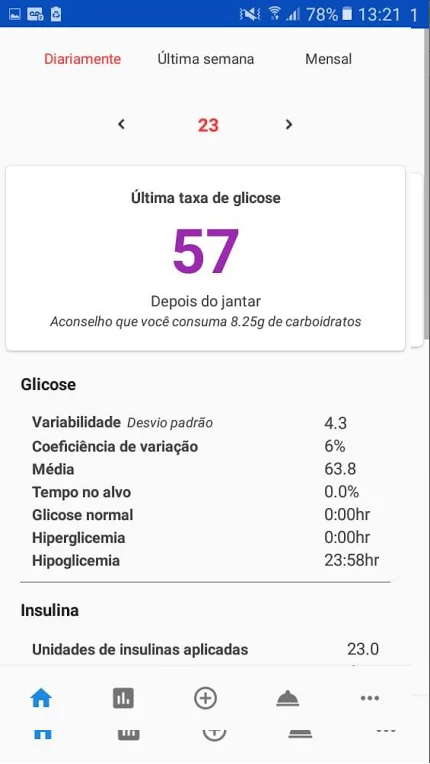 78% 13:21 1
Diariamente Última semana Mensal
23
Última taxa de glicose
57
Depois do jantar
Aconselho que você consuma 8.25g de carboidratos
Glicose
Variabilidade Desvio padrão 4.3
Coeficiência de variação 6%
Média 63.8
Tempo no alvo 0.0%
Glicose normal 0:00hr
Hiperglicemia 0:00hr
Hipoglicemia 23:58hr
Insulina
Unidades de insulinas aplicadas 23.0